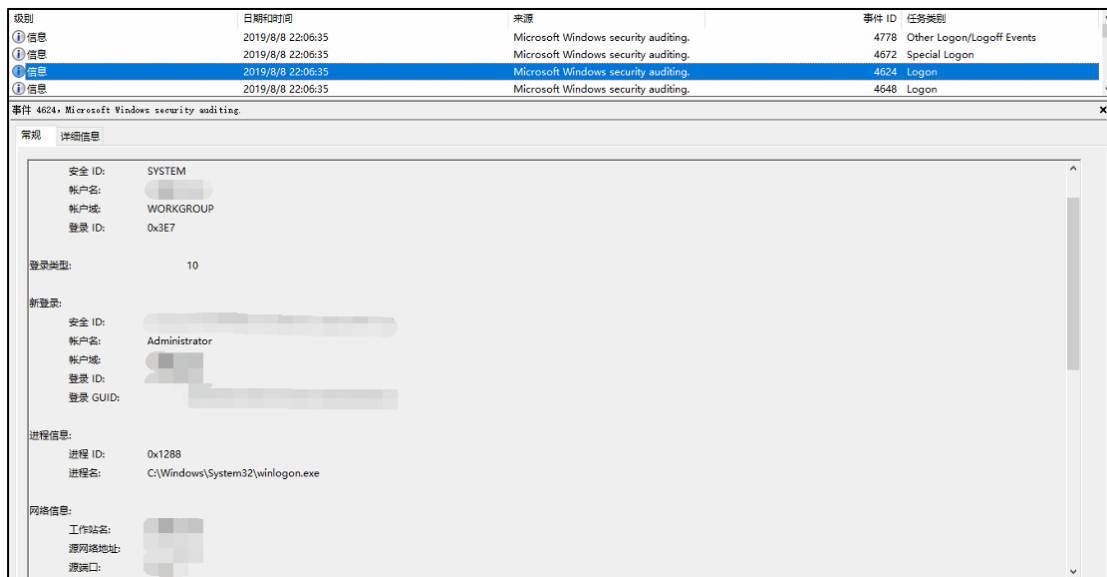 级别 日期和时间 来源 事件 ID 任务类别
信息 2019/8/8 22:06:35 Microsoft Windows security auditing. 4778 Other Logon/Logoff Events
信息 2019/8/8 22:06:35 Microsoft Windows security auditing. 4672 Special Logon
信息 2019/8/8 22:06:35 Microsoft Windows security auditing. 4624 Logon
信息 2019/8/8 22:06:35 Microsoft Windows security auditing. 4648 Logon
事件 4624，Microsoft Windows security auditing.
常规 详细信息
安全 ID: SYSTEM
帐户名:
帐户域: WORKGROUP
登录 ID: 0x3E7
登录类型: 10
新登录:
安全 ID:
帐户名: Administrator
帐户域:
登录 ID:
登录 GUID:
进程信息:
进程 ID: 0x1288
进程名: C:\Windows\System32\winlogon.exe
网络信息:
工作站名:
源网络地址:
源端口: